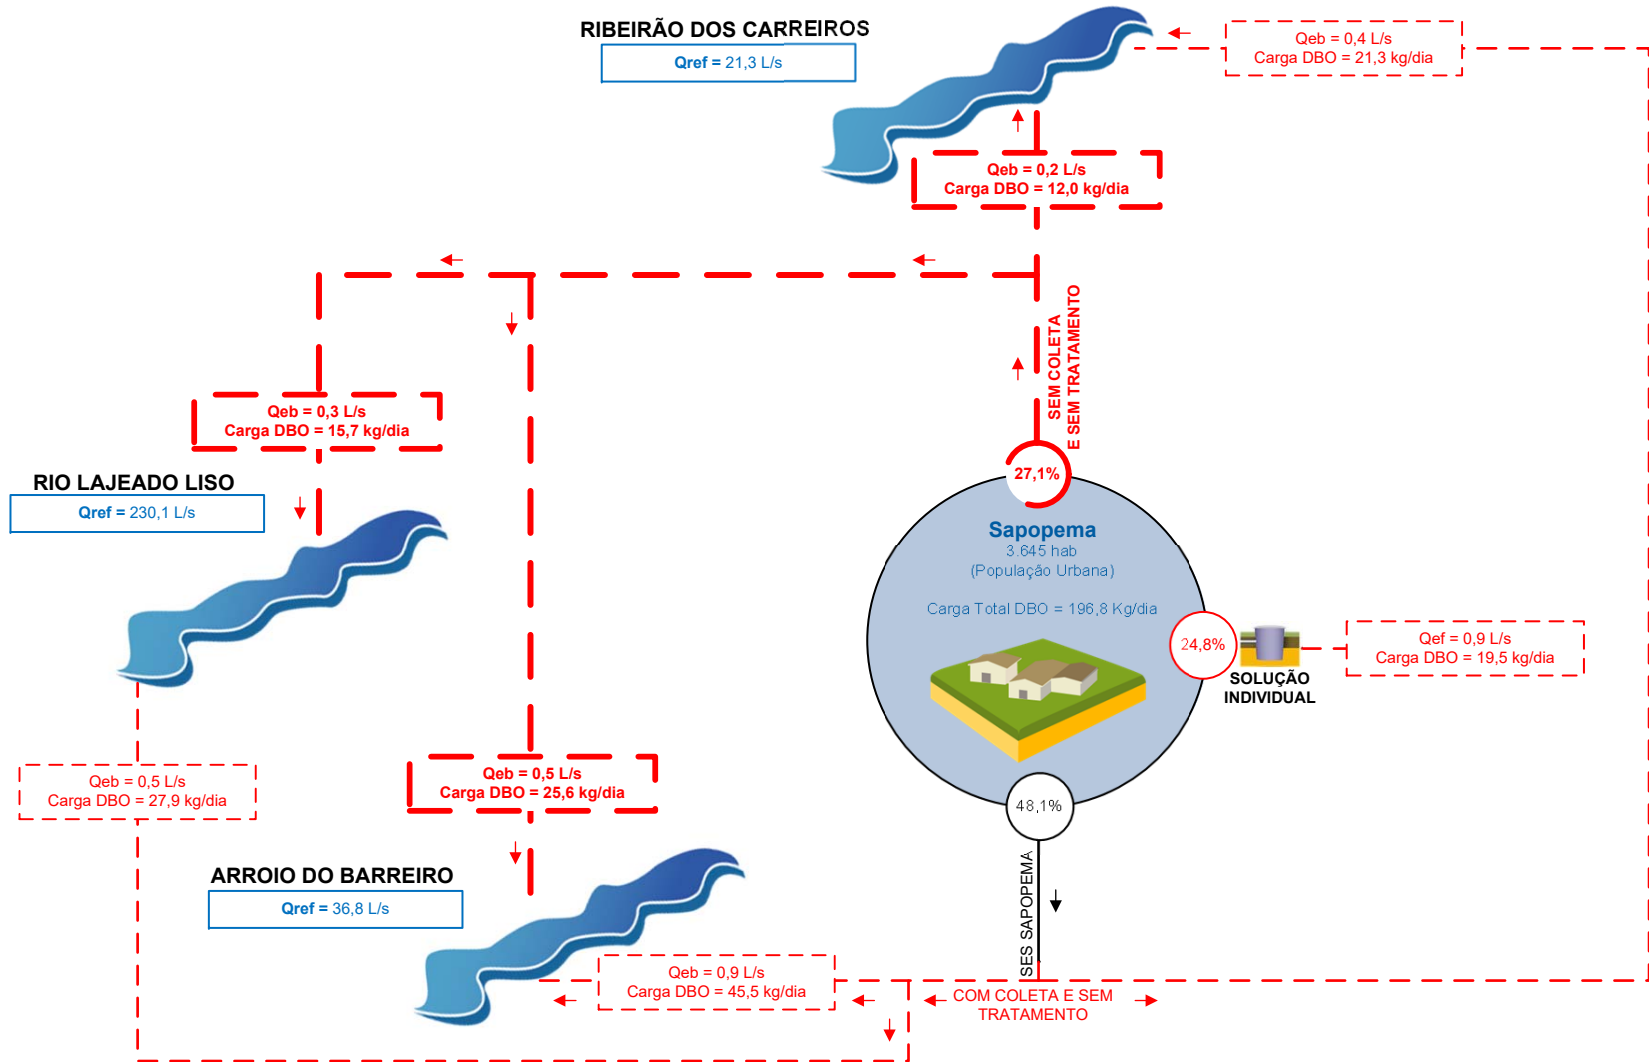 RIBEIRÃO DOS CARREIROS
Qref = 21,3 L/s
Qeb = 0,4 L/s
Carga DBO = 21,3 kg/dia
Qeb = 0,2 L/s
Carga DBO = 12,0 kg/dia
SEM COLETA
E SEM TRATAMENTO
Qeb = 0,3 L/s
Carga DBO = 15,7 kg/dia
RIO LAJEADO LISO
Qref = 230,1 L/s
27,1%
Sapopema
3.645 hab
(População Urbana)
Carga Total DBO = 196,8 Kg/dia
24,8%
SOLUÇÃO
INDIVIDUAL
Qef = 0,9 L/s
Carga DBO = 19,5 kg/dia
Qeb = 0,5 L/s
Carga DBO = 27,9 kg/dia
Qeb = 0,5 L/s
Carga DBO = 25,6 kg/dia
48,1%
SES SAPOPEMA
ARROIO DO BARREIRO
Qref = 36,8 L/s
Qeb = 0,9 L/s
Carga DBO = 45,5 kg/dia
COM COLETA E SEM
TRATAMENTO